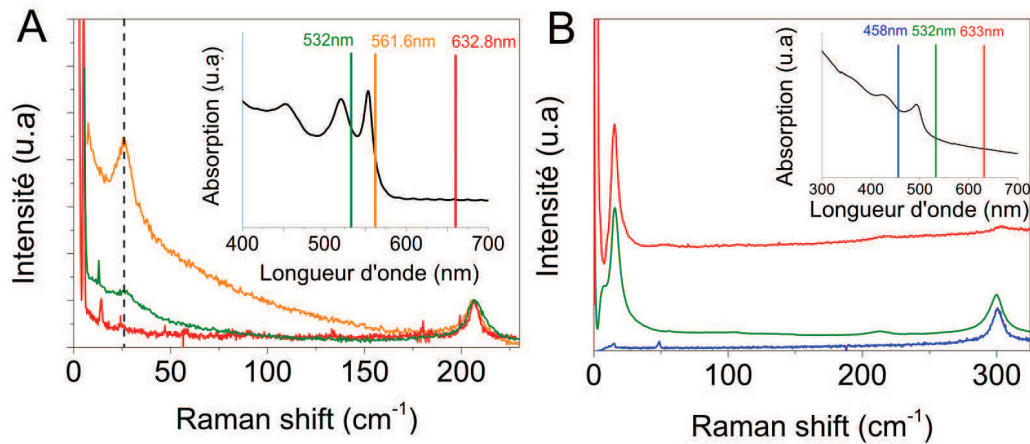 A
Intensité (u.a)
532nm 561.6nm 632.8nm
Absorption (u.a)
400 500 600 700
Longueur d'onde (nm)
0 50 100 150 200
Raman shift (cm⁻¹)
B
Intensité (u.a)
458nm 532nm 633nm
Absorption (u.a)
300 400 500 600 700
Longueur d'onde (nm)
0 100 200 300
Raman shift (cm⁻¹)